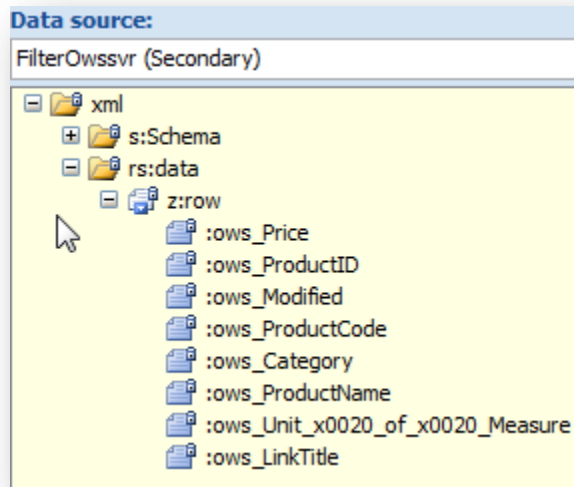 Data source:
FilterOwssvr (Secondary)
xml
s:Schema
rs:data
z:row
:ows_Price
:ows_ProductID
:ows_Modified
:ows_ProductCode
:ows_Category
:ows_ProductName
:ows_Unit_x0020_of_x0020_Measure
:ows_LinkTitle